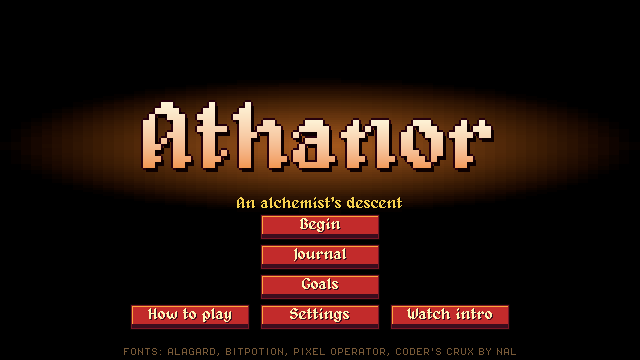 Athanor
An alchemist's descent
Begin
Journal
Goals
How to play
Settings
Watch intro
FONTS: ALAGARD, BITPOTION, PIXEL OPERATOR, CODER'S CRUX BY NAL